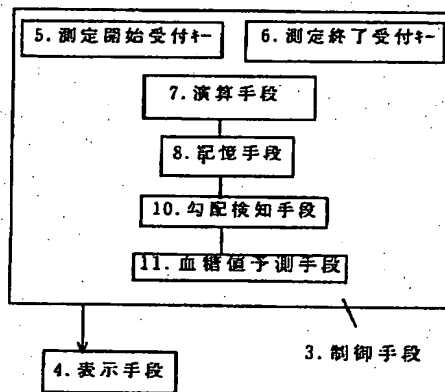 5.測定開始受付キー
6.測定終了受付キー
7.演算手段
8.記憶手段
10.勾配検知手段
11.血糖値予測手段
3.制御手段
4.表示手段